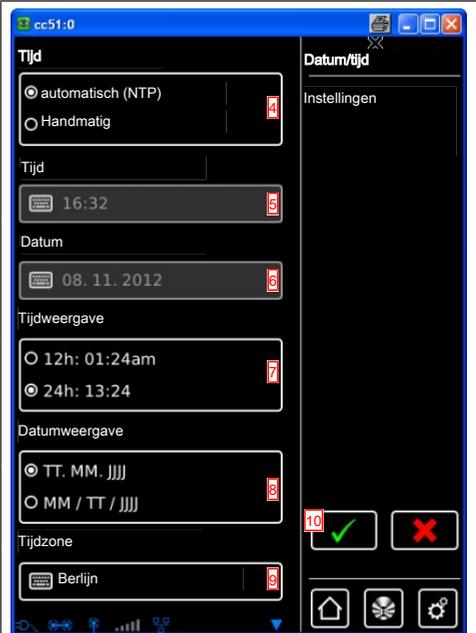 cc51:0
Tijd
automatisch (NTP)
Handmatig
4
Tijd
16:32
5
Datum
08. 11. 2012
6
Tijdweergave
12h: 01:24am
24h: 13:24
7
Datumweergave
TT. MM. JJJJ
MM / TT / JJJJ
8
Tijdzone
Berlijn
9
Datum/tijd
Instellingen
10